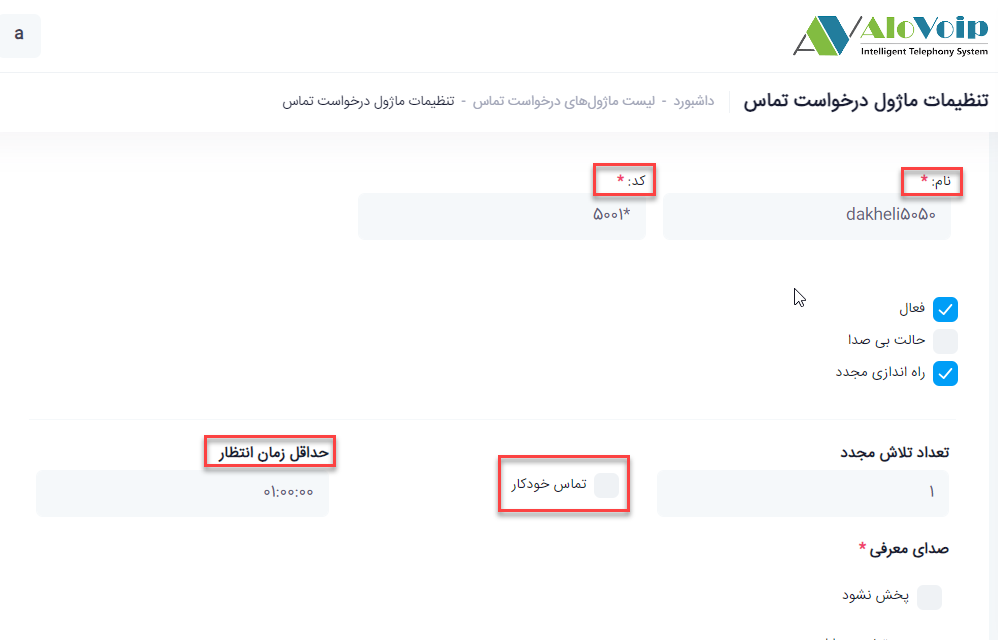 a
AloVoip
Intelligent Telephony System
تنظیمات ماژول درخواست تماس
داشبورد - لیست ماژول‌های درخواست تماس - تنظیمات ماژول درخواست تماس
نام: *
کد: *
dakheli۵۰۵۰
*۵۰۰۱
فعال
حالت بی صدا
راه اندازی مجدد
تعداد تلاش مجدد
حداقل زمان انتظار
۱
تماس خودکار
۰۱:۰۰:۰۰
صدای معرفی *
پخش نشود